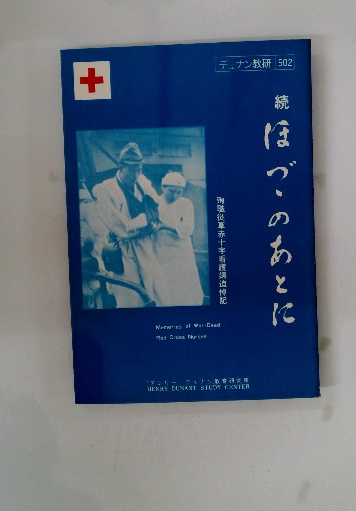 デュナン教研 502
続
ほづゝのあとに
殉職従軍赤十字看護婦追悼記
Memories of War-Dead
Red Cross Nurses
アンリー・デュナン教育研究所
HENRY DUNANT STUDY CENTER